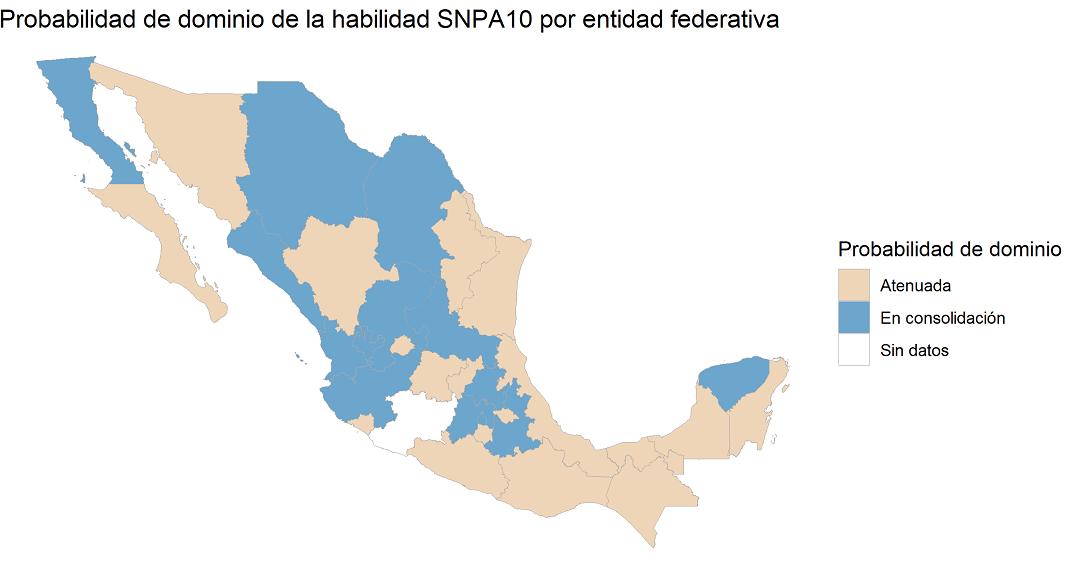 Probabilidad de dominio de la habilidad SNPA10 por entidad federativa
Probabilidad de dominio
Atenuada
En consolidación
Sin datos